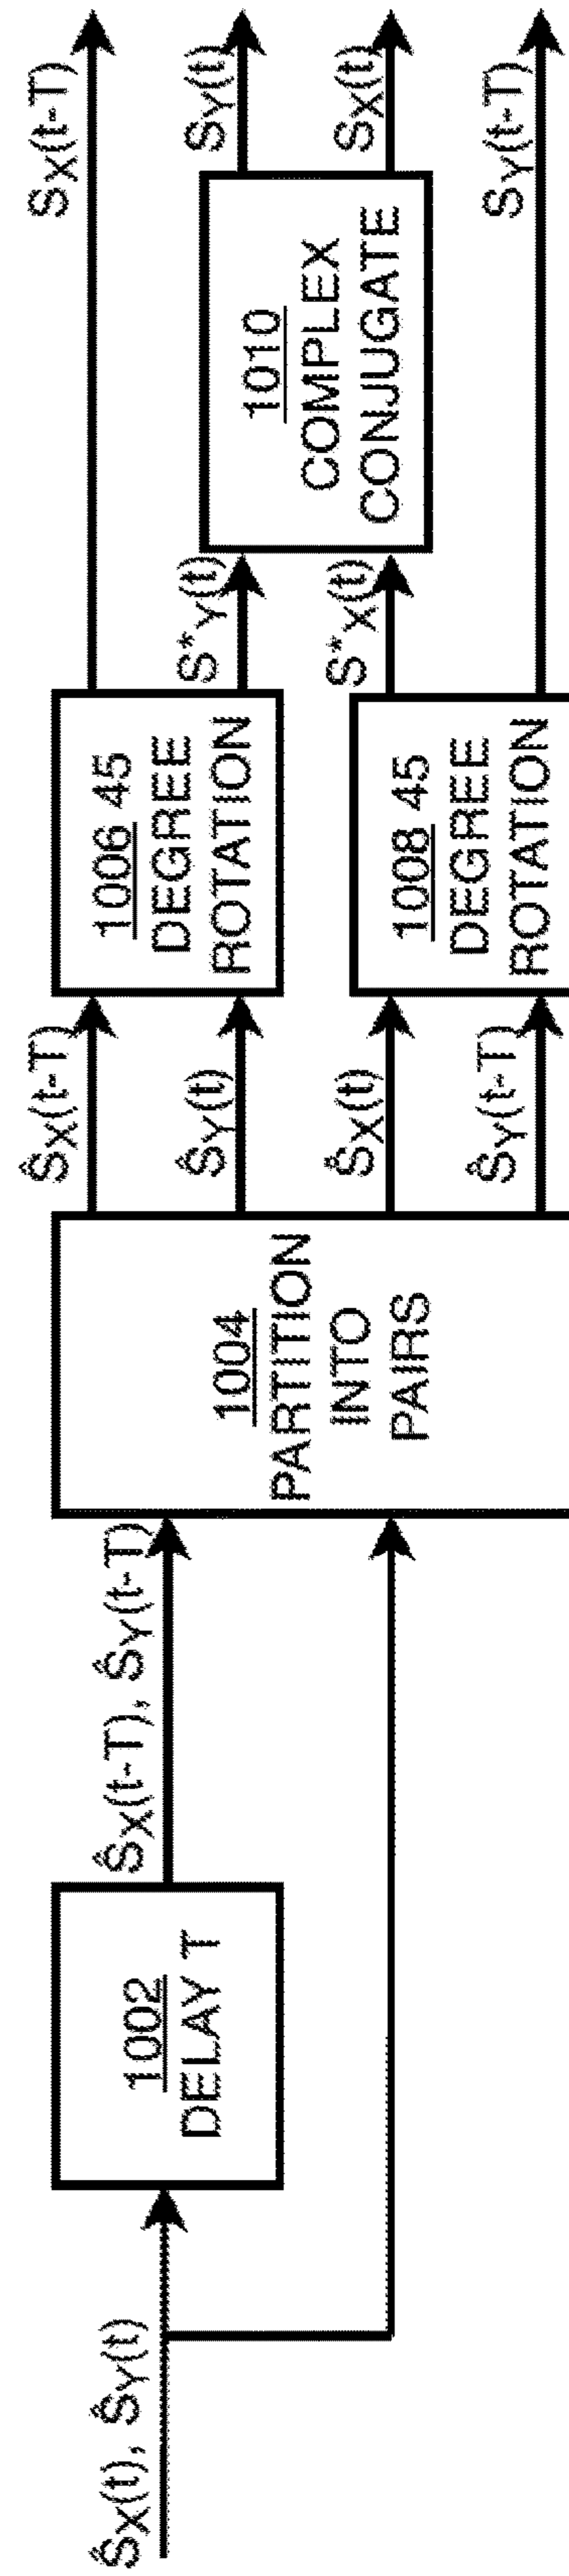 ŜX(t), ŜY(t)
1002
DELAY T
ŜX(t-T), ŜY(t-T)
1004
PARTITION
INTO
PAIRS
ŜX(t-T)
ŜY(t)
ŜX(t)
ŜY(t-T)
1006 45
DEGREE
ROTATION
1008 45
DEGREE
ROTATION
S*Y(t)
S*X(t)
1010
COMPLEX
CONJUGATE
SX(t-T)
SY(t)
SX(t)
SY(t-T)